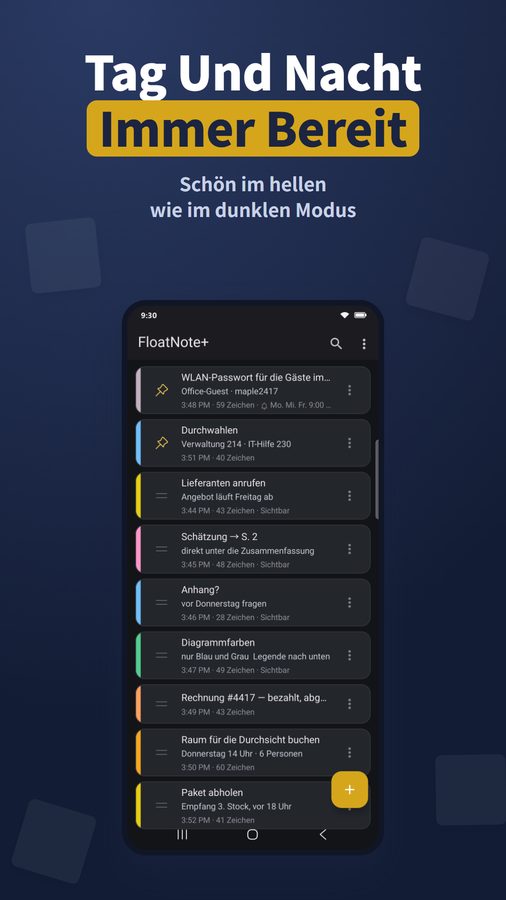 Tag Und Nacht
Immer Bereit
Schön im hellen
wie im dunklen Modus
9:30
FloatNote+
WLAN-Passwort für die Gäste im…
Office-Guest · maple2417
3:48 PM · 59 Zeichen · Mo. Mi. Fr. 9:00 …
Durchwahlen
Verwaltung 214 · IT-Hilfe 230
3:51 PM · 40 Zeichen
Lieferanten anrufen
Angebot läuft Freitag ab
3:44 PM · 43 Zeichen · Sichtbar
Schätzung → S. 2
direkt unter die Zusammenfassung
3:45 PM · 48 Zeichen · Sichtbar
Anhang?
vor Donnerstag fragen
3:46 PM · 28 Zeichen · Sichtbar
Diagrammfarben
nur Blau und Grau Legende nach unten
3:47 PM · 49 Zeichen · Sichtbar
Rechnung #4417 — bezahlt, abg…
3:49 PM · 43 Zeichen
Raum für die Durchsicht buchen
Donnerstag 14 Uhr · 6 Personen
3:50 PM · 60 Zeichen
Paket abholen
Empfang 3. Stock, vor 18 Uhr
3:52 PM · 41 Zeichen